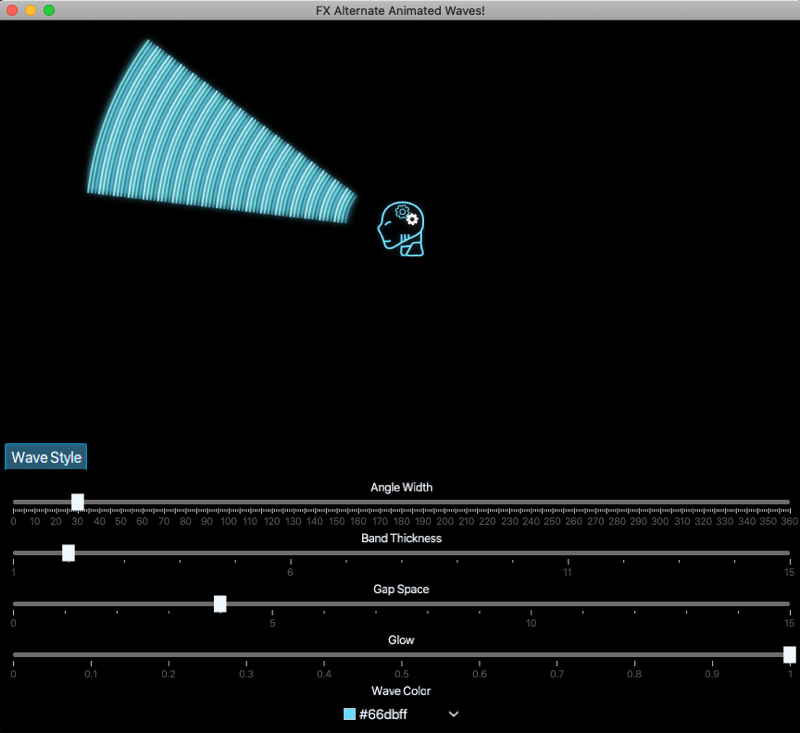 FX Alternate Animated Waves!
Wave Style
Angle Width
0 10 20 30 40 50 60 70 80 90 100 110 120 130 140 150 160 170 180 190 200 210 220 230 240 250 260 270 280 290 300 310 320 330 340 350 360
Band Thickness
1 6 11 15
Gap Space
0 5 10 15
Glow
0 0.1 0.2 0.3 0.4 0.5 0.6 0.7 0.8 0.9 1
Wave Color
#66dbff